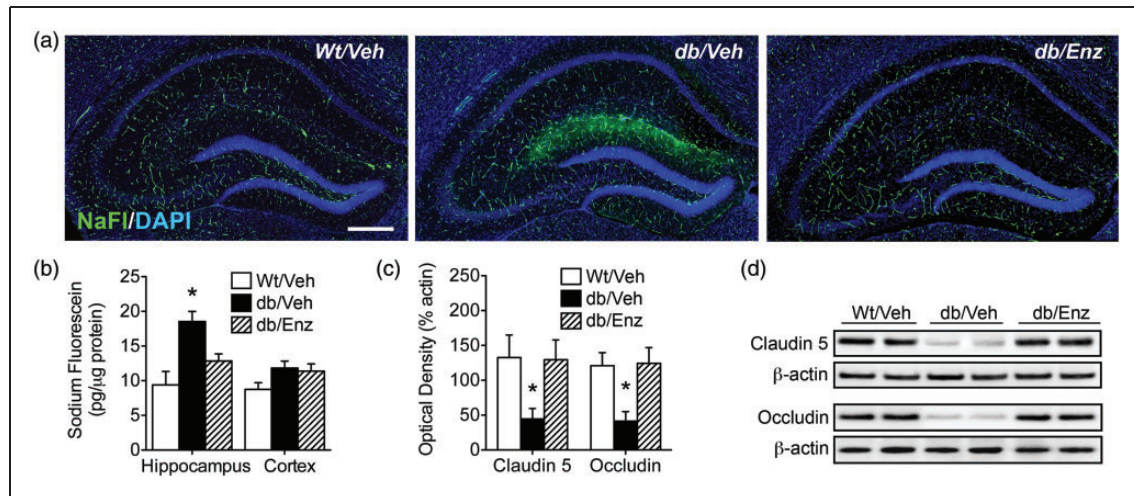 (a)
Wt/Veh
db/Veh
db/Enz
NaFl/DAPI
(b)
Sodium Fluorescein
(pg/μg protein)
25
20
15
10
5
0
*
Wt/Veh
db/Veh
db/Enz
Hippocampus
Cortex
(c)
Optical Density (% actin)
250
200
150
100
50
0
*
*
Wt/Veh
db/Veh
db/Enz
Claudin 5
Occludin
(d)
Wt/Veh
db/Veh
db/Enz
Claudin 5
β-actin
Occludin
β-actin